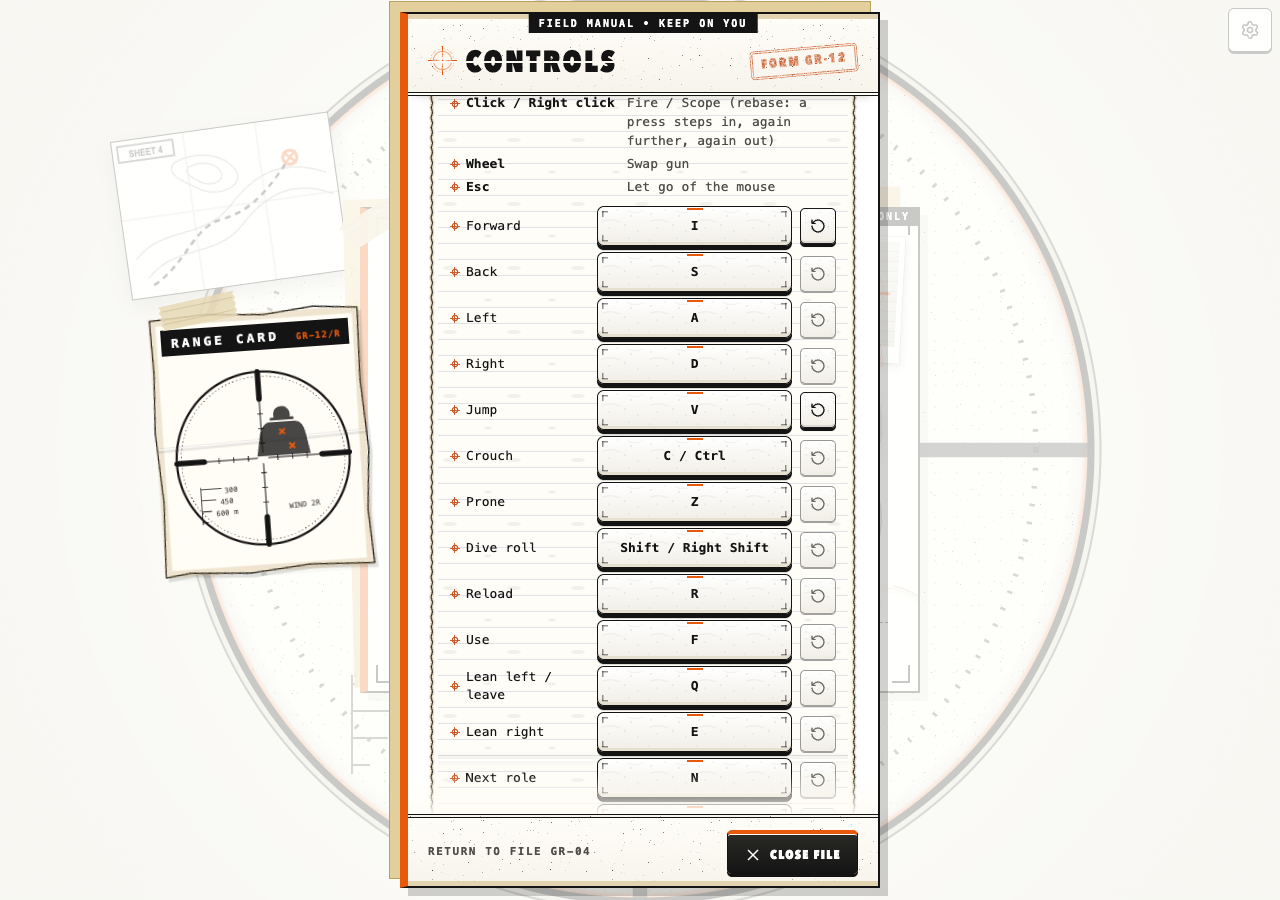 FIELD MANUAL • KEEP ON YOU
CONTROLS
FORM GR-12
Click / Right click Fire / Scope (rebase: a
press steps in, again
further, again out)
Wheel Swap gun
Esc Let go of the mouse
Forward I
Back S
Left A
Right D
Jump V
Crouch C / Ctrl
Prone Z
Dive roll Shift / Right Shift
Reload R
Use F
Lean left /
leave Q
Lean right E
Next role N
RETURN TO FILE GR-04
CLOSE FILE
SHEET 4
RANGE CARD GR-12/R
300
450
600 m
WIND 2R
ONLY